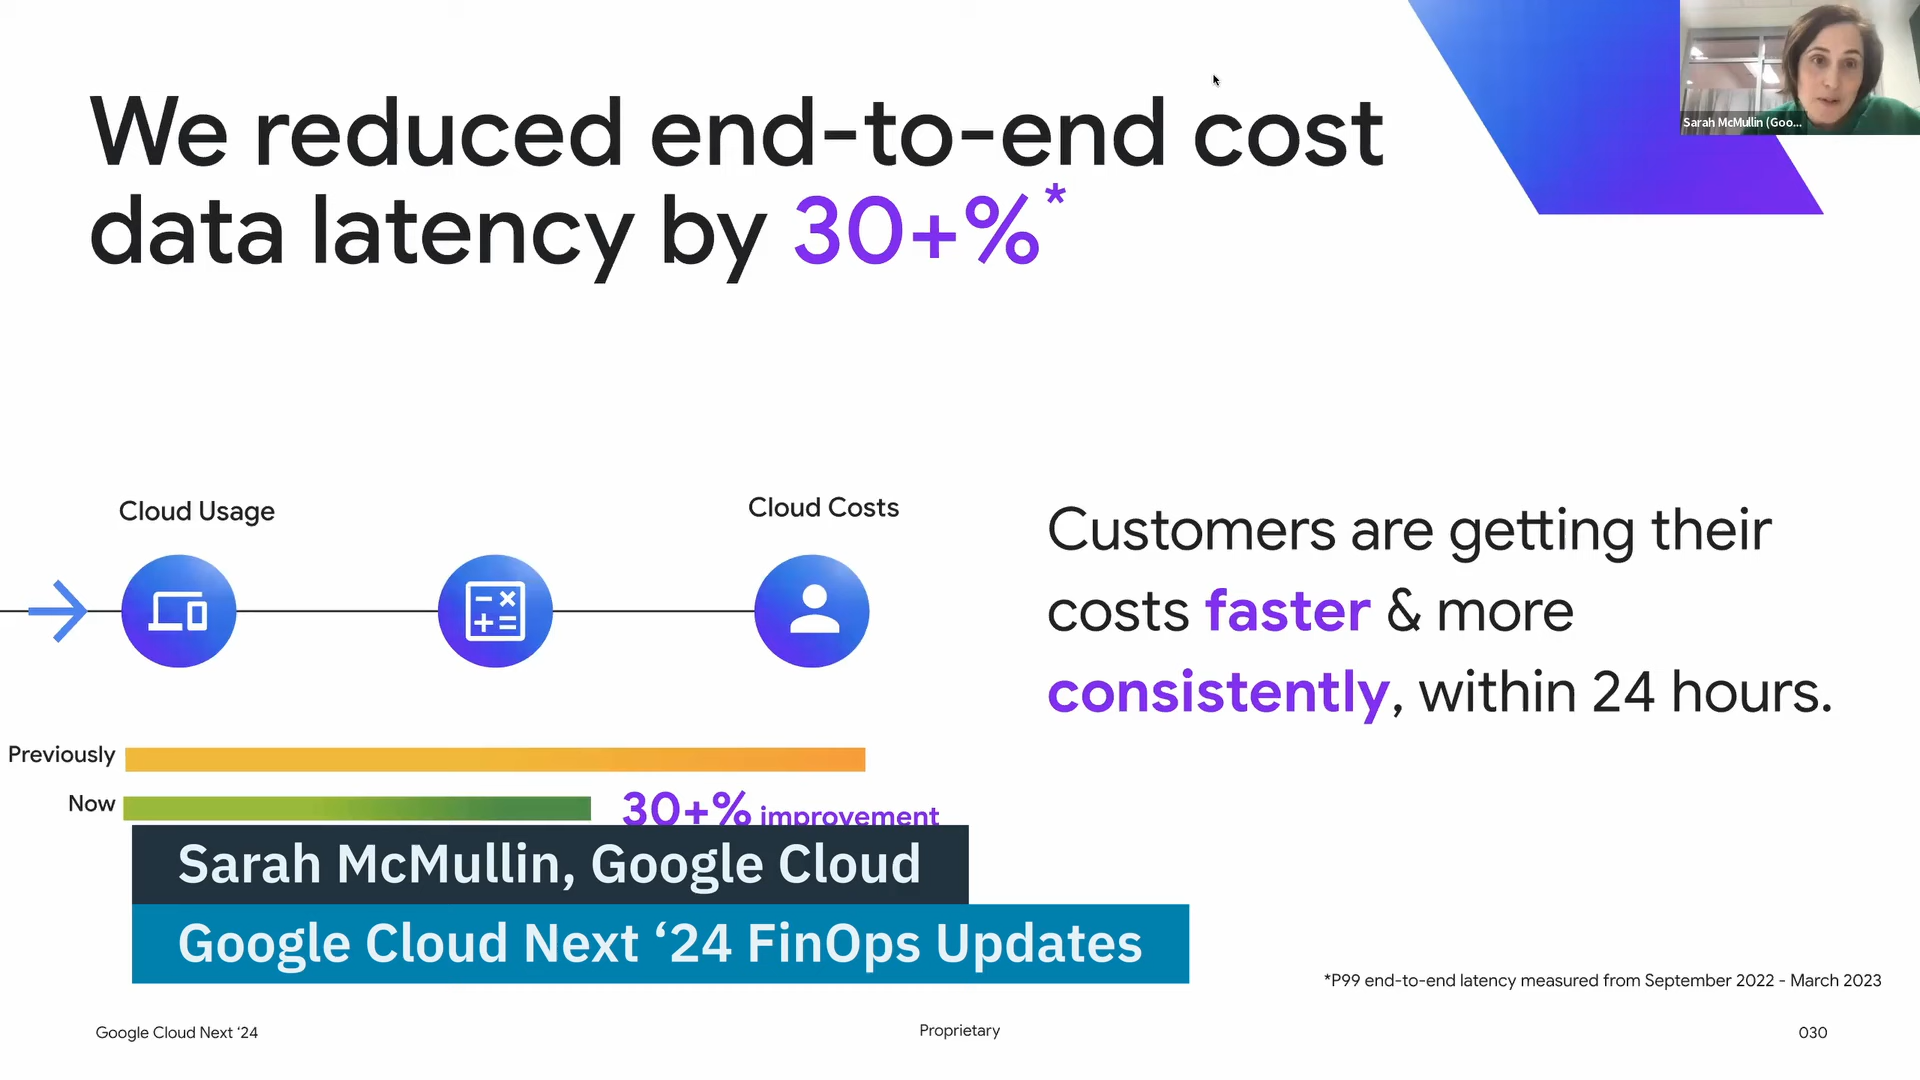 We reduced end-to-end cost
data latency by 30+%*
Sarah McMullin (Goo...
Cloud Usage
Cloud Costs
Customers are getting their
costs faster & more
consistently, within 24 hours.
Previously
Now
30+% improvement
Sarah McMullin, Google Cloud
Google Cloud Next ‘24 FinOps Updates
*P99 end-to-end latency measured from September 2022 - March 2023
Google Cloud Next ‘24
Proprietary
030